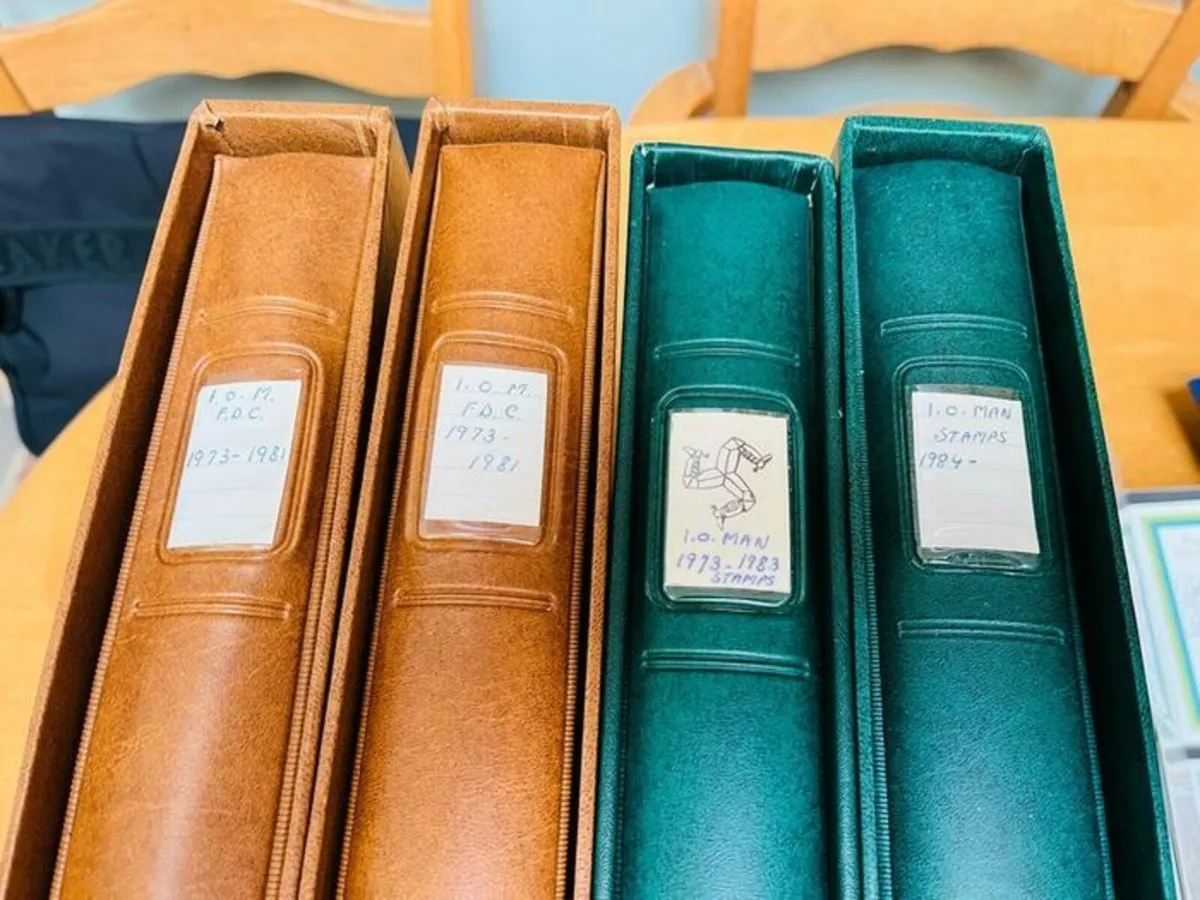 I. O. M.
F.D.C.
1973-1981
I. O. M.
F.D.C.
1973-
1981
I.O. MAN
1973-1983
STAMPS
I.O. MAN
STAMPS
1984-